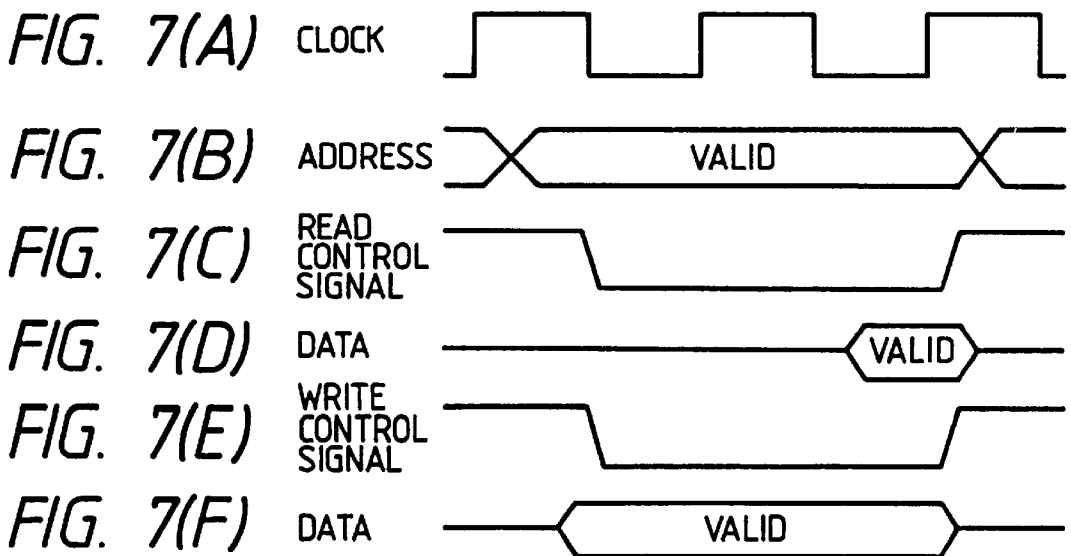 FIG. 7(A) CLOCK
FIG. 7(B) ADDRESS VALID
FIG. 7(C) READ
CONTROL
SIGNAL
FIG. 7(D) DATA VALID
FIG. 7(E) WRITE
CONTROL
SIGNAL
FIG. 7(F) DATA VALID